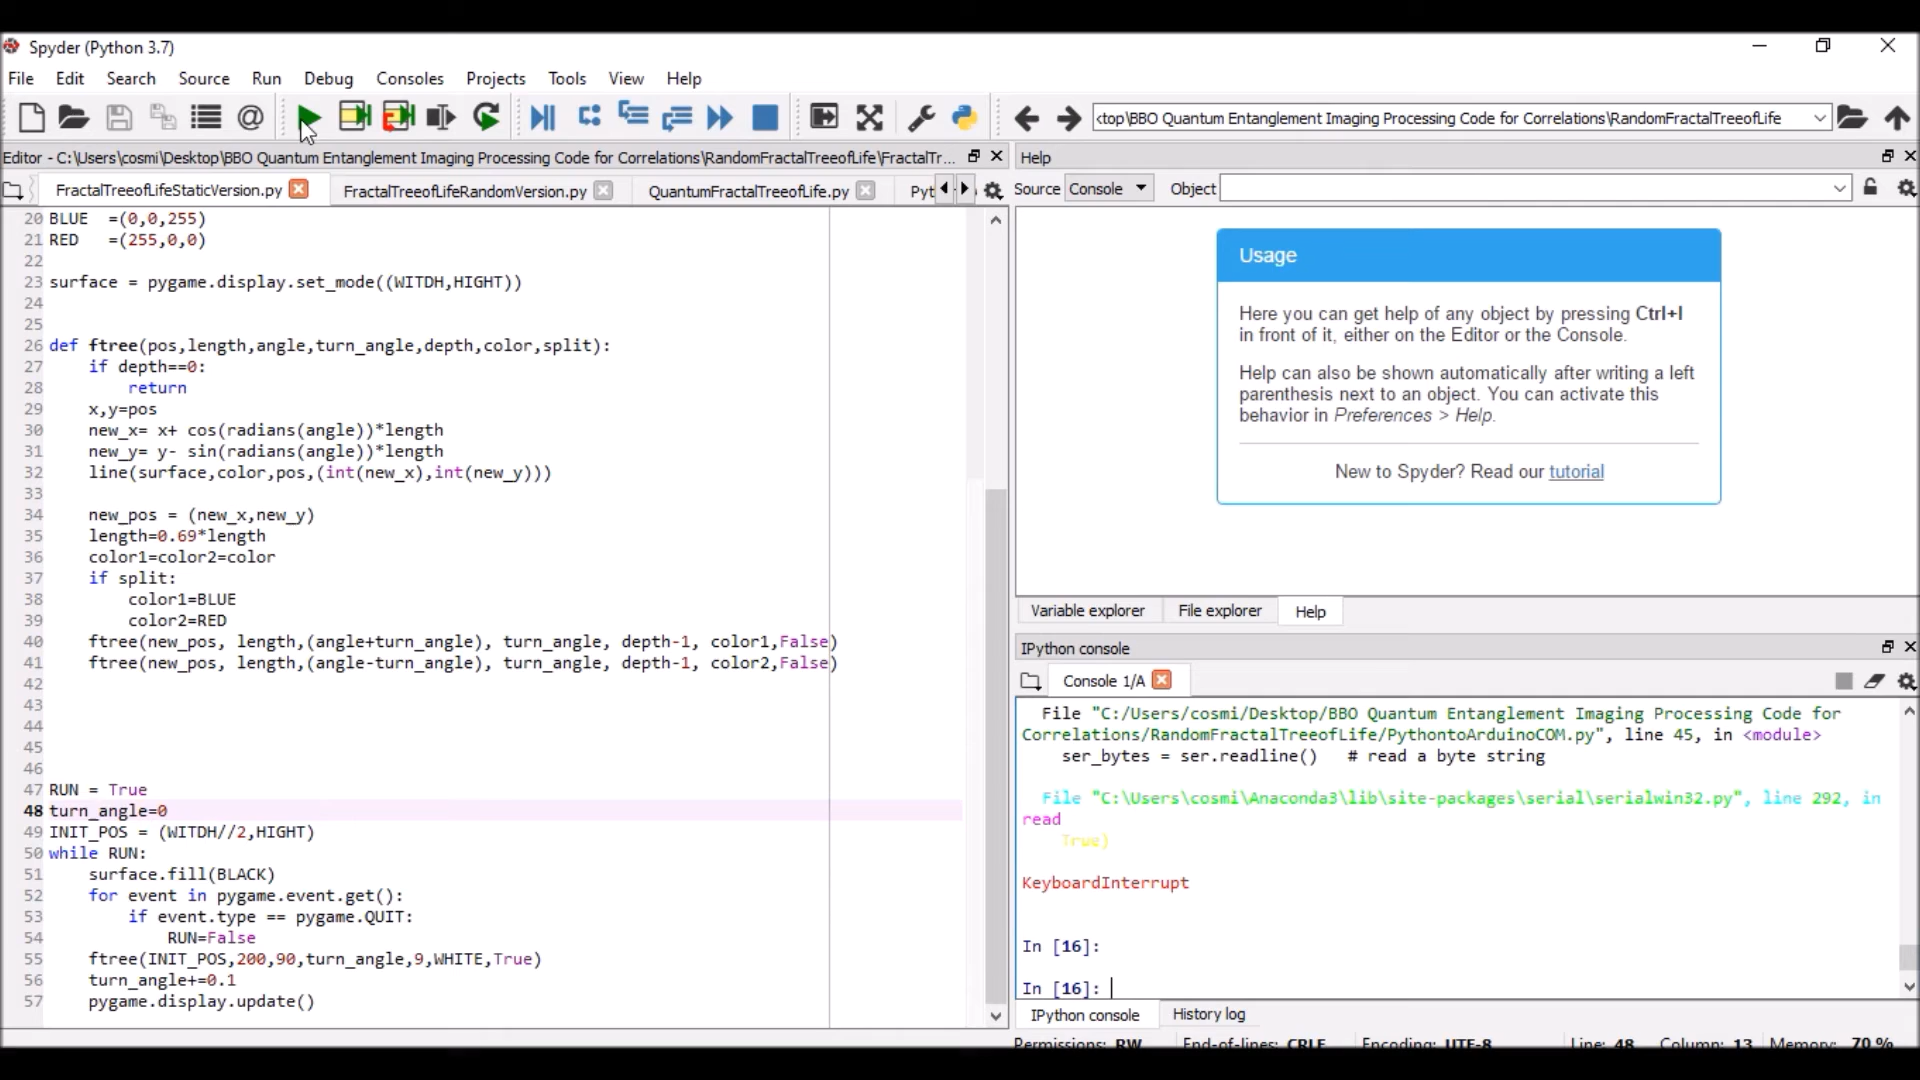 Spyder (Python 3.7)
File Edit Search Source Run Debug Consoles Projects Tools View Help
<top\BBO Quantum Entanglement Imaging Processing Code for Correlations\RandomFractalTreeofLife
Editor - C:\Users\cosmi\Desktop\BBO Quantum Entanglement Imaging Processing Code for Correlations\RandomFractalTreeofLife\FractalTr...
FractalTreeofLifeStaticVersion.py FractalTreeofLifeRandomVersion.py QuantumFractalTreeofLife.py Pyt
20 BLUE  =(0,0,255)
21 RED   =(255,0,0)
22
23 surface = pygame.display.set_mode((WITDH,HIGHT))
24
25
26 def ftree(pos,length,angle,turn_angle,depth,color,split):
27     if depth==0:
28         return
29     x,y=pos
30     new_x= x+ cos(radians(angle))*length
31     new_y= y- sin(radians(angle))*length
32     line(surface,color,pos,(int(new_x),int(new_y)))
33
34     new_pos = (new_x,new_y)
35     length=0.69*length
36     color1=color2=color
37     if split:
38         color1=BLUE
39         color2=RED
40     ftree(new_pos, length,(angle+turn_angle), turn_angle, depth-1, color1,False)
41     ftree(new_pos, length,(angle-turn_angle), turn_angle, depth-1, color2,False)
42
43
44
45
46
47 RUN = True
48 turn_angle=0
49 INIT_POS = (WITDH//2,HIGHT)
50 while RUN:
51     surface.fill(BLACK)
52     for event in pygame.event.get():
53         if event.type == pygame.QUIT:
54             RUN=False
55     ftree(INIT_POS,200,90,turn_angle,9,WHITE,True)
56     turn_angle+=0.1
57     pygame.display.update()
Help
Source Console Object
Usage
Here you can get help of any object by pressing Ctrl+I
in front of it, either on the Editor or the Console.
Help can also be shown automatically after writing a left
parenthesis next to an object. You can activate this
behavior in Preferences > Help.
New to Spyder? Read our tutorial
Variable explorer File explorer Help
IPython console
Console 1/A
File "C:/Users/cosmi/Desktop/BBO Quantum Entanglement Imaging Processing Code for
Correlations/RandomFractalTreeofLife/PythontoArduinoCOM.py", line 45, in <module>
ser_bytes = ser.readline()   # read a byte string
File "C:\Users\cosmi\Anaconda3\lib\site-packages\serial\serialwin32.py", line 292, in
read
True)
KeyboardInterrupt
In [16]:
In [16]:
IPython console History log
Permissions: RW End-of-lines: CRLF Encoding: UTF-8 Line: 48 Column: 13 Memory: 70 %